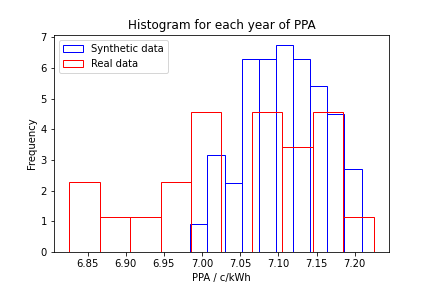 Histogram for each year of PPA
Synthetic data
Real data
Frequency
7
6
5
4
3
2
1
0
6.85 6.90 6.95 7.00 7.05 7.10 7.15 7.20
PPA / c/kWh